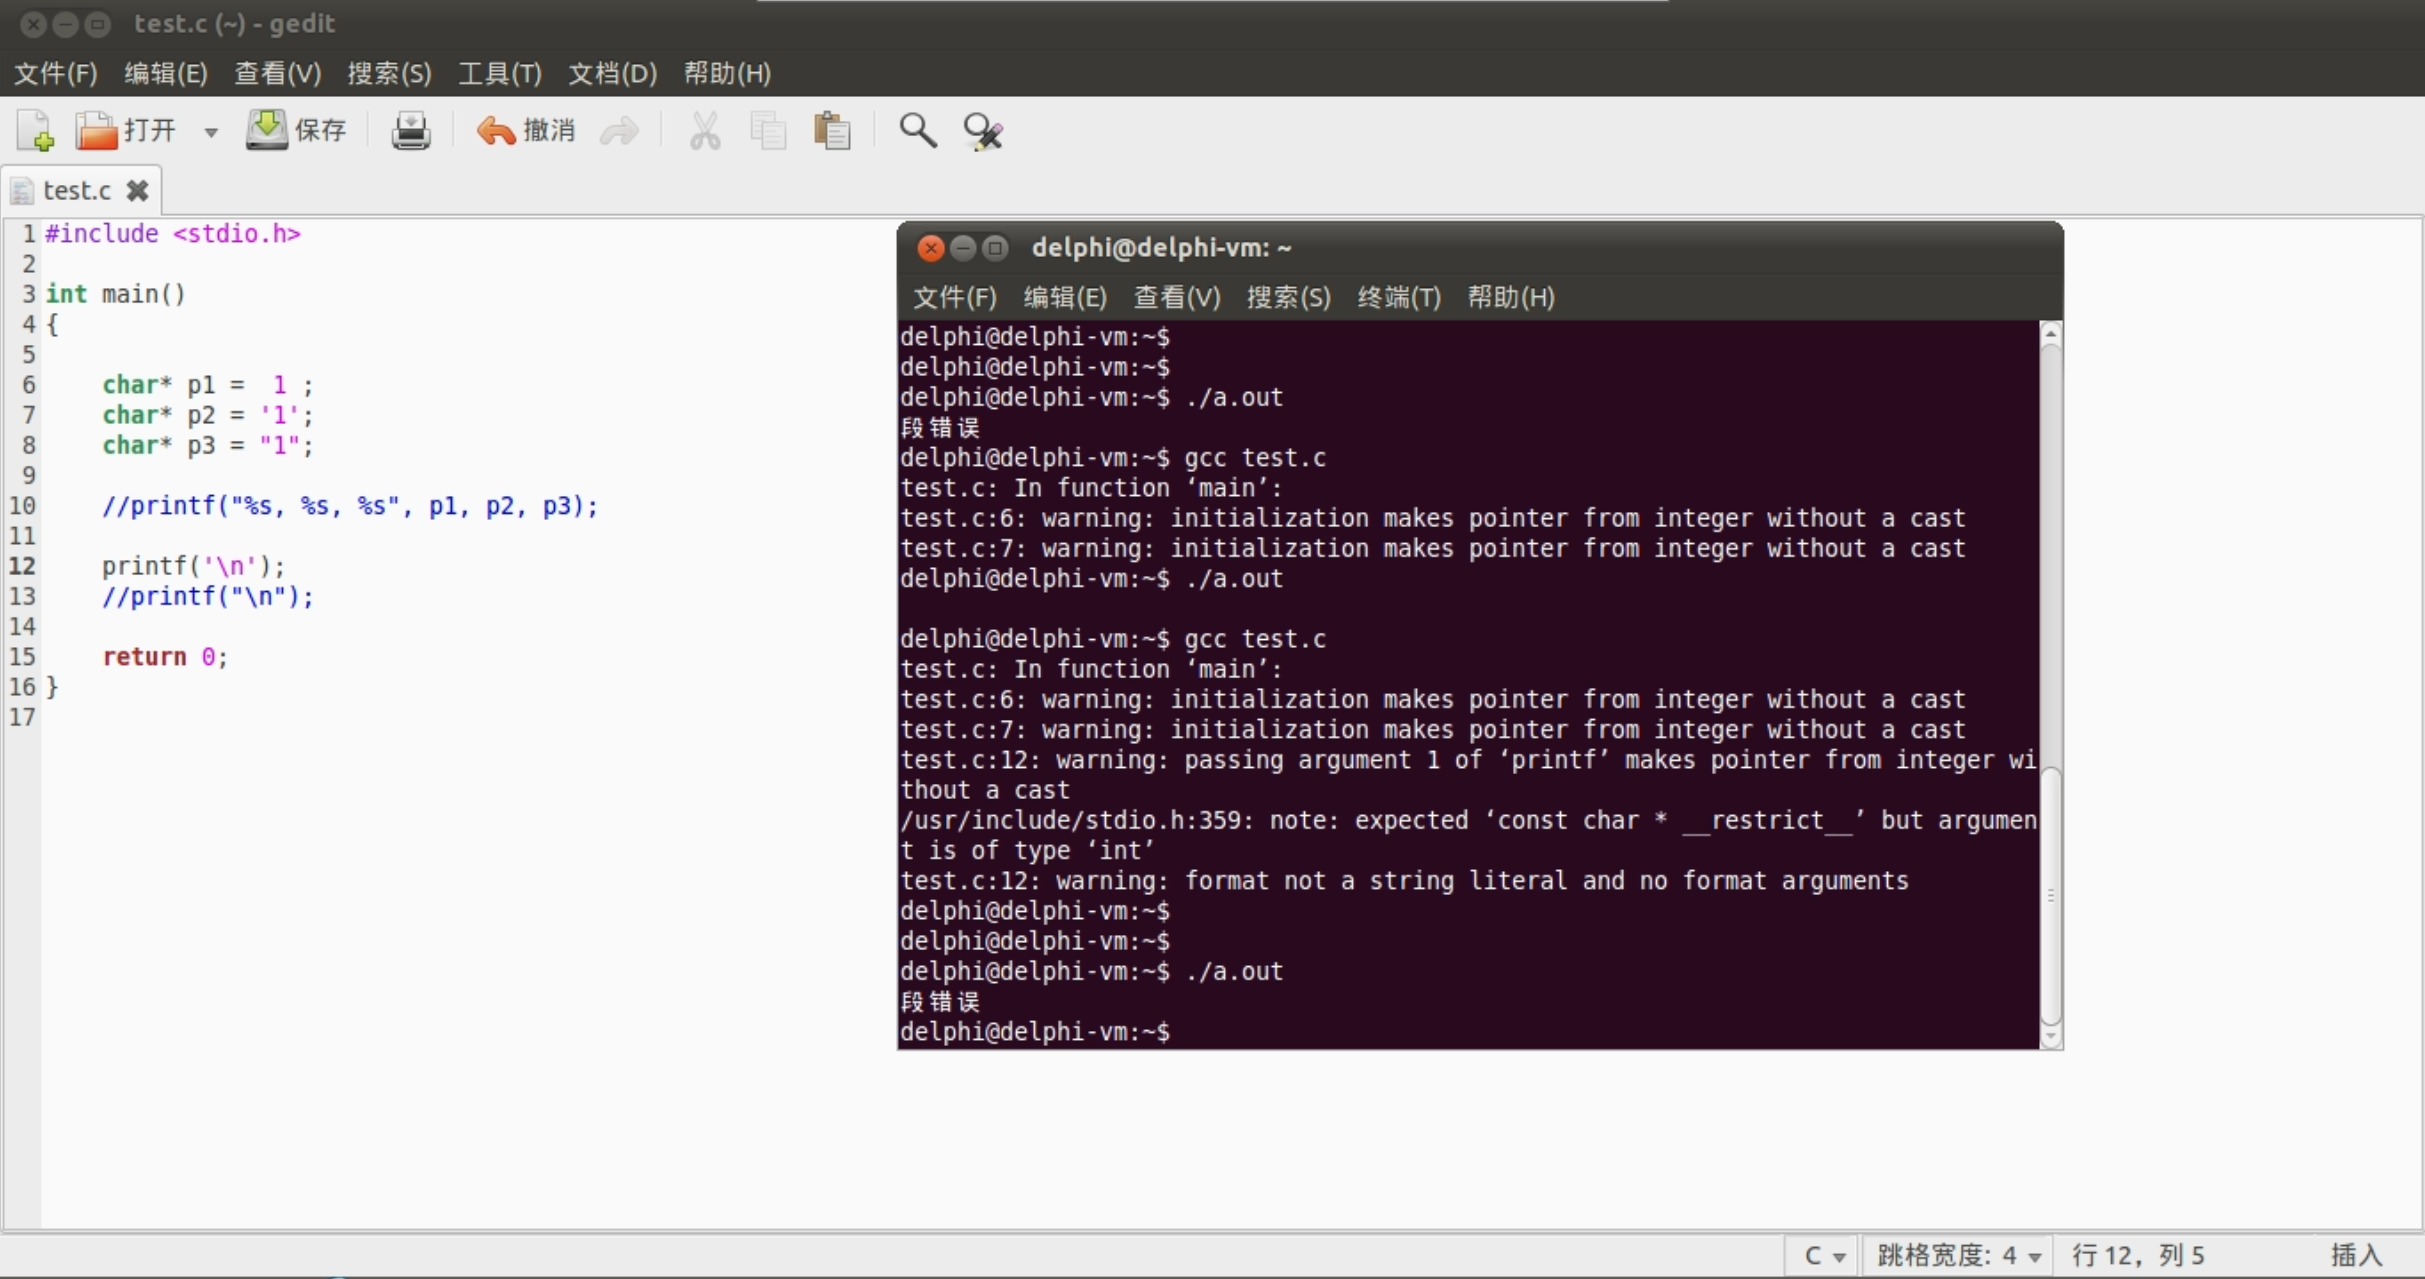 test.c (~) - gedit
文件(F) 编辑(E) 查看(V) 搜索(S) 工具(T) 文档(D) 帮助(H)
打开 保存 撤消
test.c
1 #include <stdio.h>
2
3 int main()
4 {
5
6     char* p1 =  1 ;
7     char* p2 = '1';
8     char* p3 = "1";
9
10     //printf("%s, %s, %s", p1, p2, p3);
11
12     printf('\n');
13     //printf("\n");
14
15     return 0;
16 }
17
delphi@delphi-vm: ~
文件(F) 编辑(E) 查看(V) 搜索(S) 终端(T) 帮助(H)
delphi@delphi-vm:~$
delphi@delphi-vm:~$
delphi@delphi-vm:~$ ./a.out
段错误
delphi@delphi-vm:~$ gcc test.c
test.c: In function ‘main’:
test.c:6: warning: initialization makes pointer from integer without a cast
test.c:7: warning: initialization makes pointer from integer without a cast
delphi@delphi-vm:~$ ./a.out

delphi@delphi-vm:~$ gcc test.c
test.c: In function ‘main’:
test.c:6: warning: initialization makes pointer from integer without a cast
test.c:7: warning: initialization makes pointer from integer without a cast
test.c:12: warning: passing argument 1 of ‘printf’ makes pointer from integer wi
thout a cast
/usr/include/stdio.h:359: note: expected ‘const char * __restrict__’ but argumen
t is of type ‘int’
test.c:12: warning: format not a string literal and no format arguments
delphi@delphi-vm:~$
delphi@delphi-vm:~$
delphi@delphi-vm:~$ ./a.out
段错误
delphi@delphi-vm:~$
C 跳格宽度: 4 行 12，列 5 插入